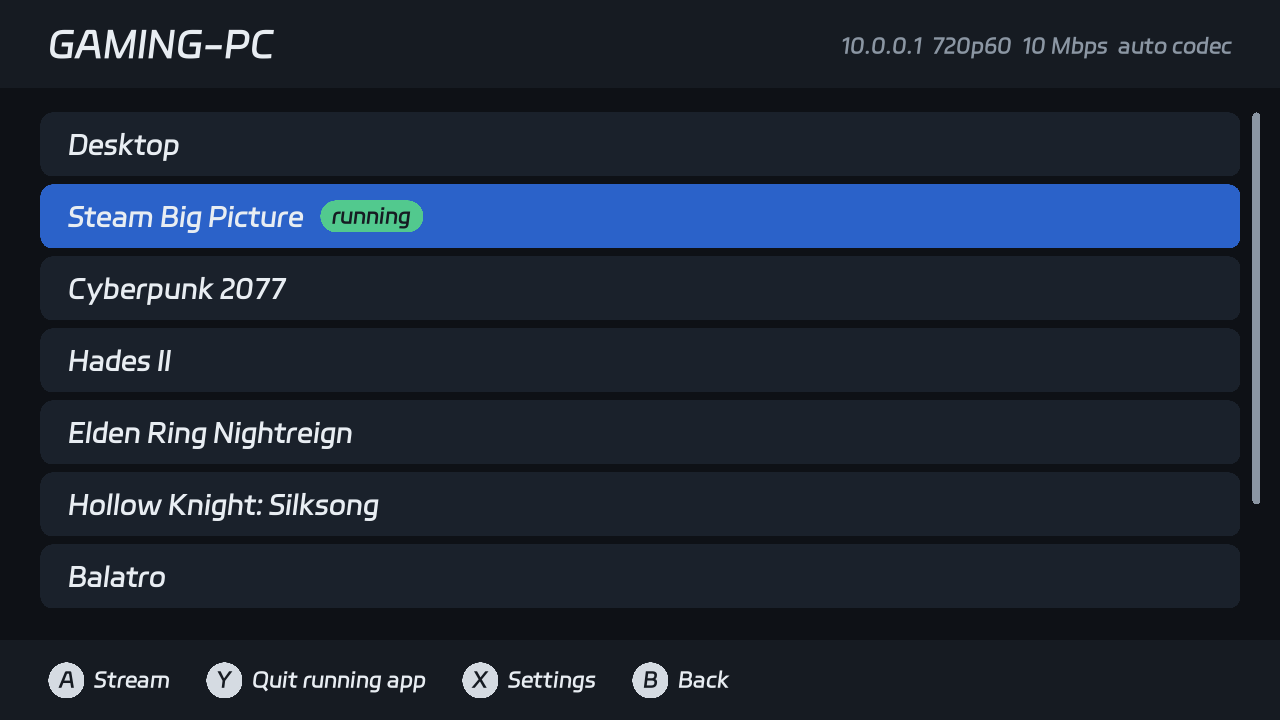 GAMING-PC
10.0.0.1 720p60 10 Mbps auto codec
Desktop
Steam Big Picture running
Cyberpunk 2077
Hades II
Elden Ring Nightreign
Hollow Knight: Silksong
Balatro
A Stream Y Quit running app X Settings B Back